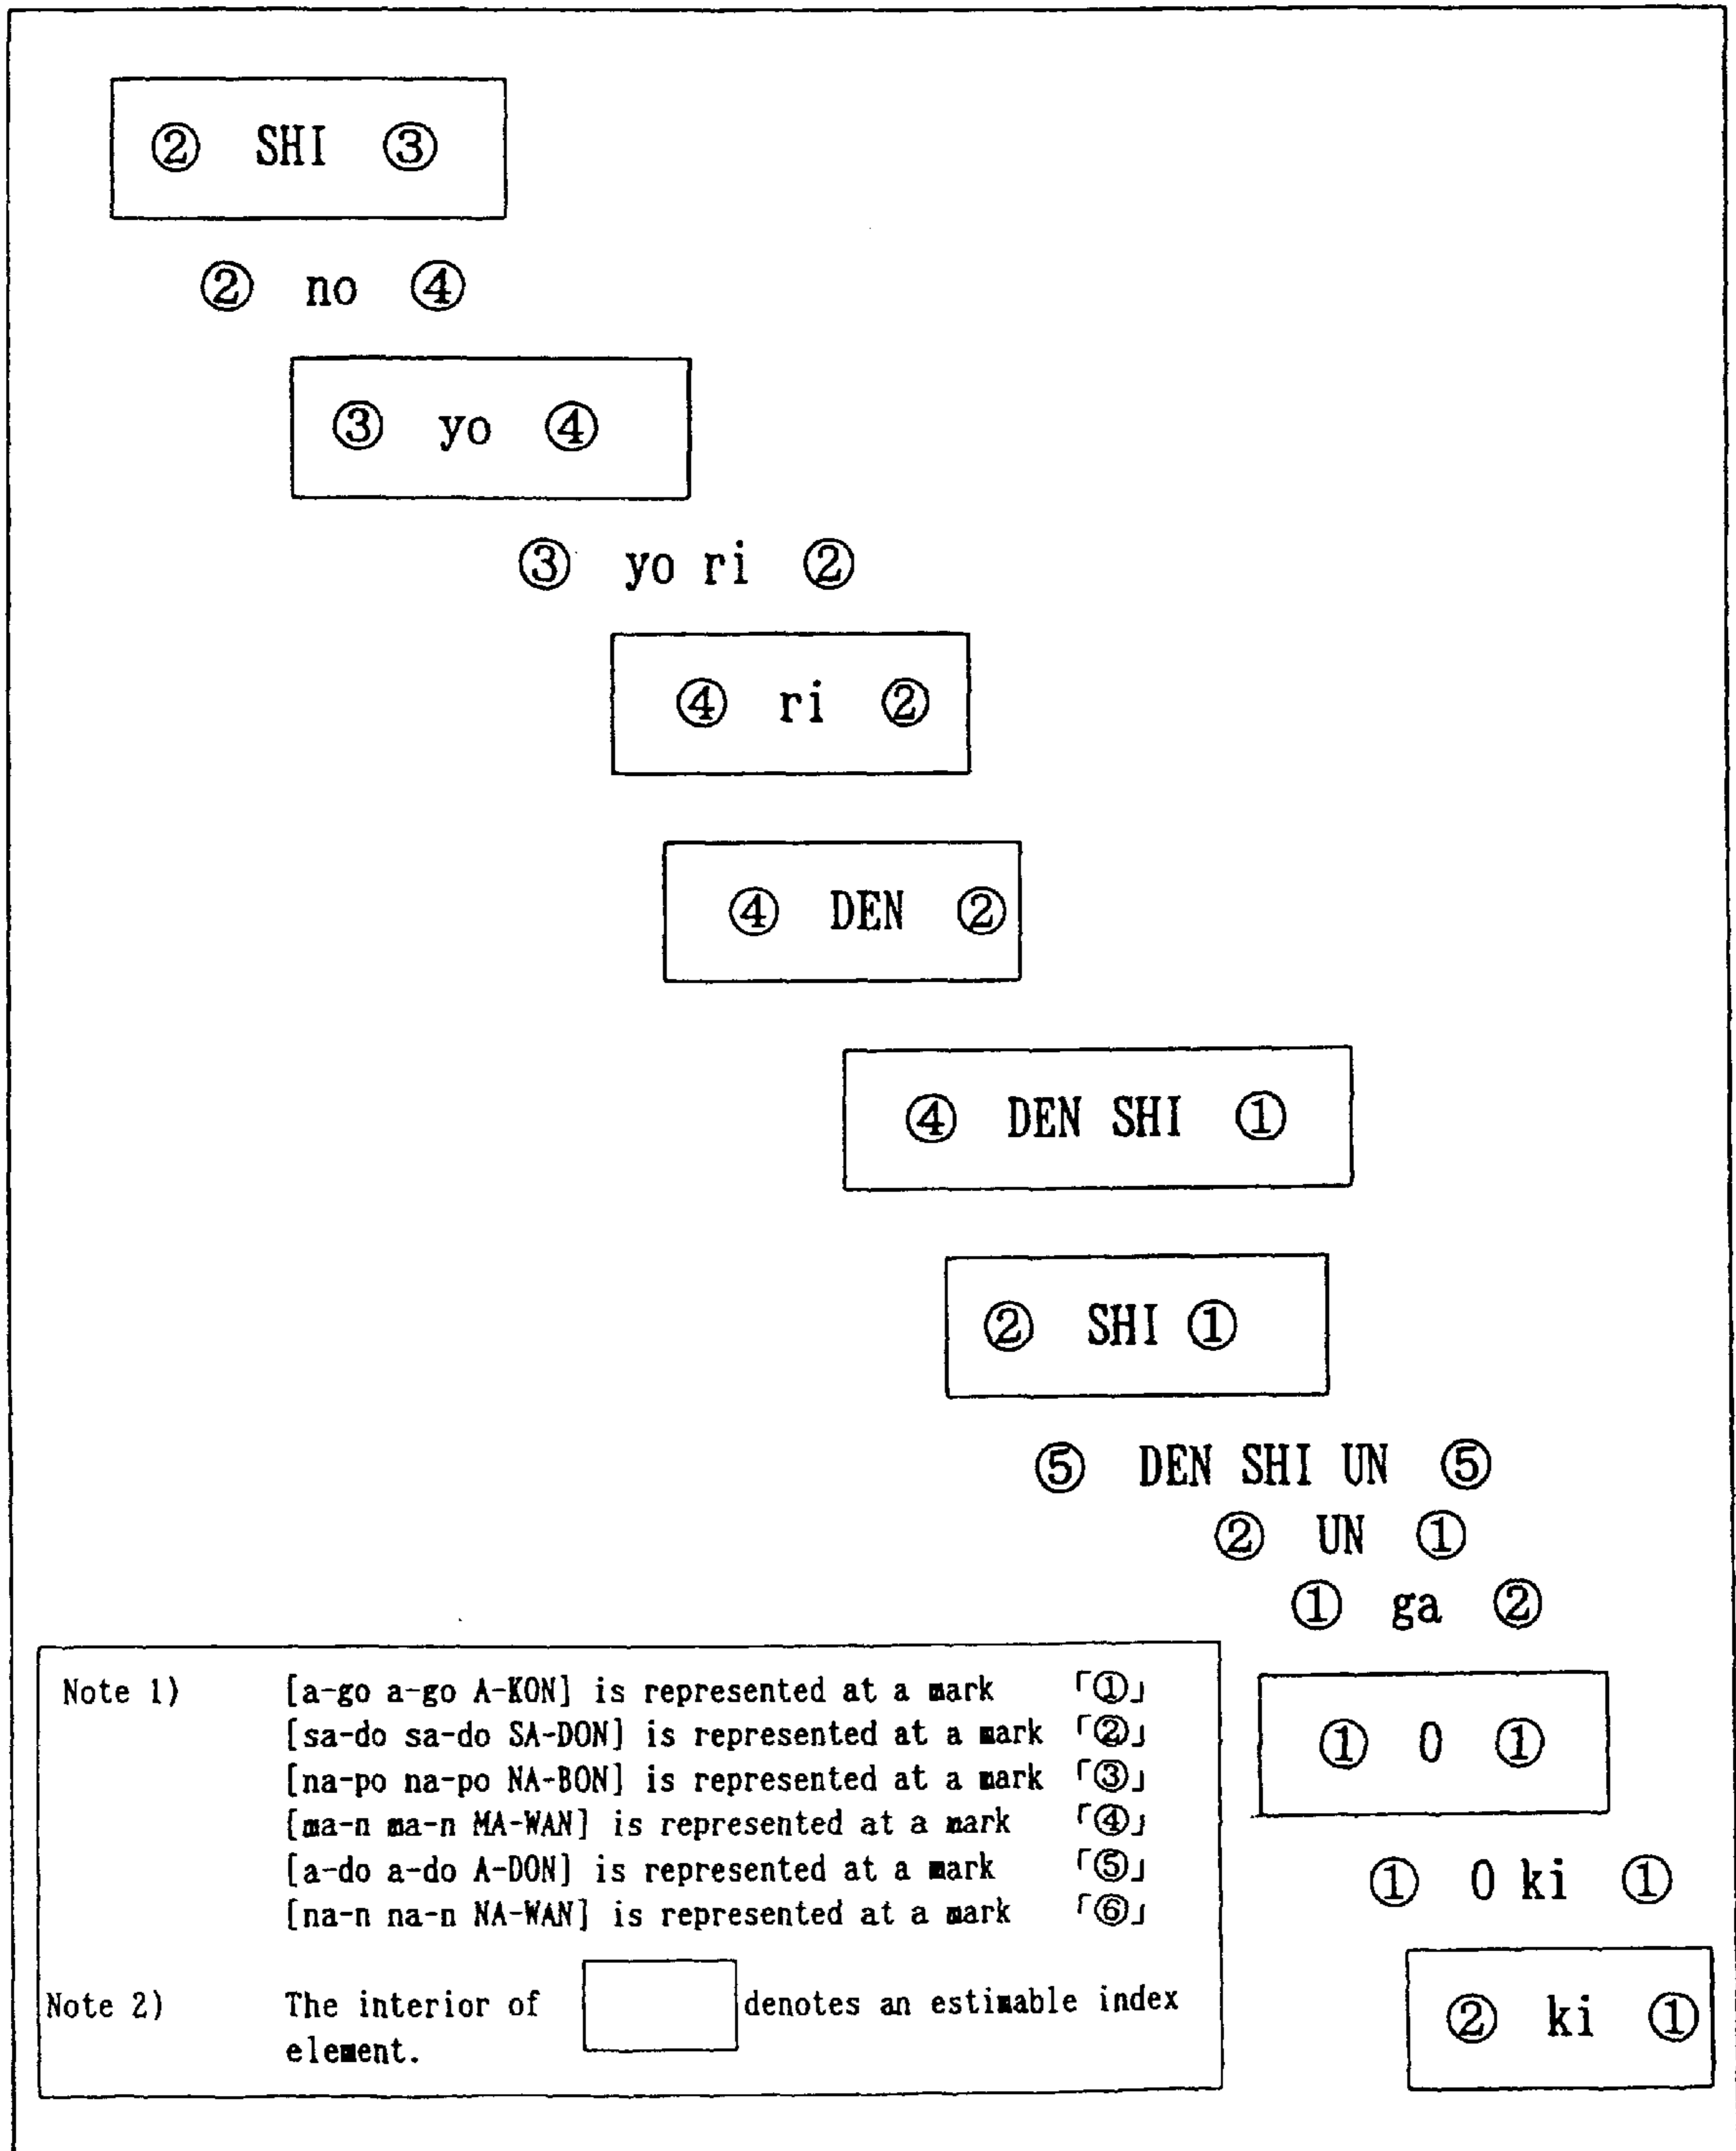 ② SHI ③
② no ④
③ yo ④
③ yo ri ②
④ ri ②
④ DEN ②
④ DEN SHI ①
② SHI ①
⑤ DEN SHI UN ⑤
② UN ①
① ga ②
① O ①
① O ki ①
② ki ①
Note 1) [a-go a-go A-KON] is represented at a mark 「①」
[sa-do sa-do SA-DON] is represented at a mark 「②」
[na-po na-po NA-BON] is represented at a mark 「③」
[ma-n ma-n MA-WAN] is represented at a mark 「④」
[a-do a-do A-DON] is represented at a mark 「⑤」
[na-n na-n NA-WAN] is represented at a mark 「⑥」
Note 2) The interior of denotes an estimable index
element.